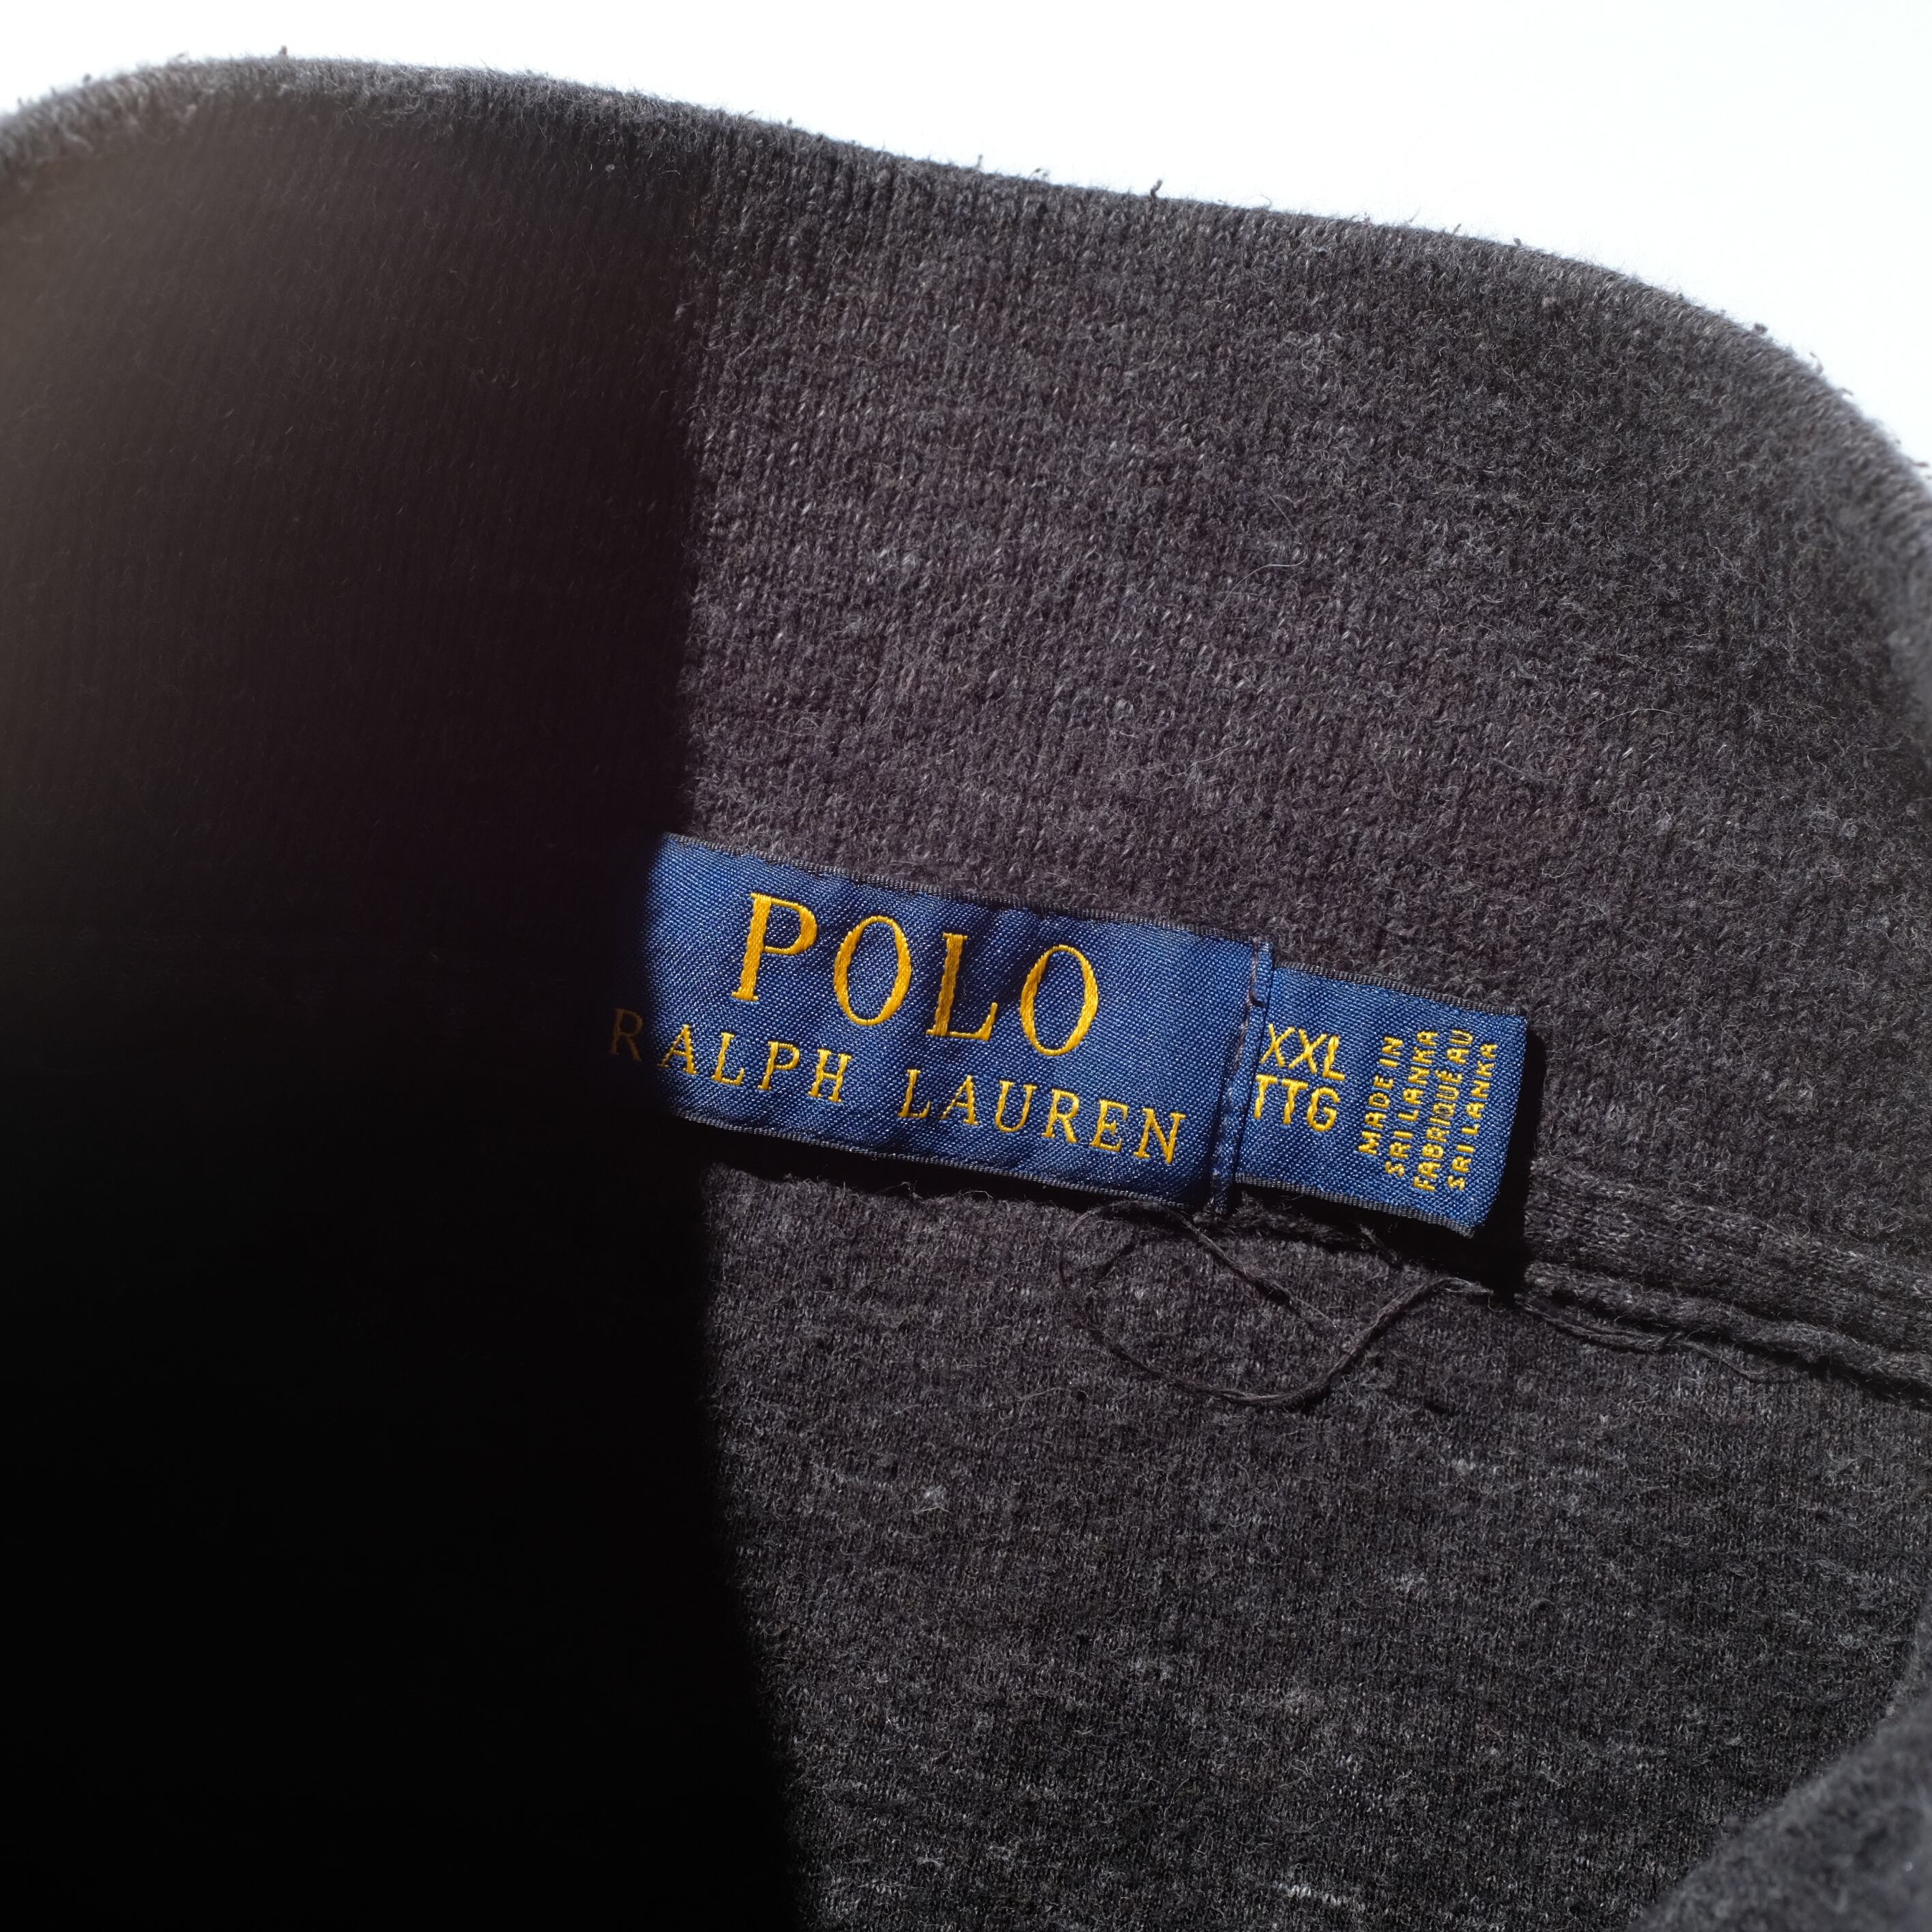 POLO
RALPH LAUREN
XXL
TTG
MADE IN
SRI LANKA
FABRIQUÉ AU
SRI LANKA